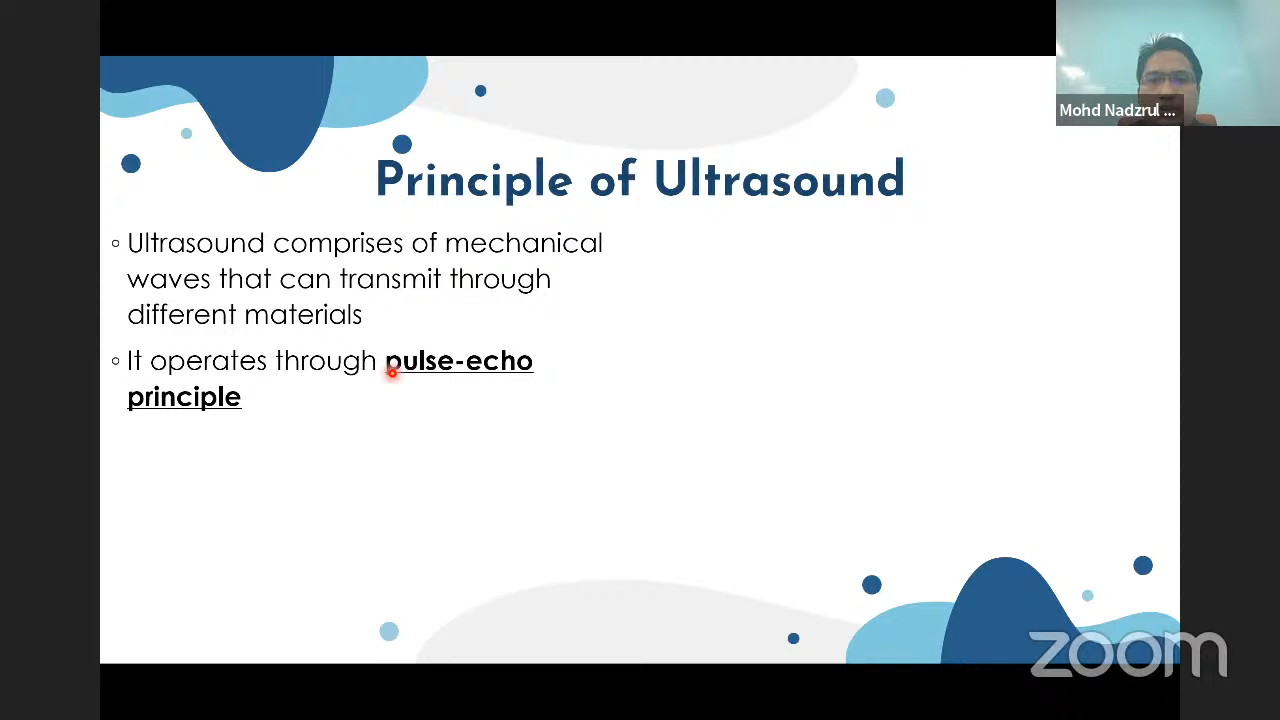 Mohd Nadzrul ...
Principle of Ultrasound
◦ Ultrasound comprises of mechanical
waves that can transmit through
different materials
◦ It operates through pulse-echo
principle
zoom